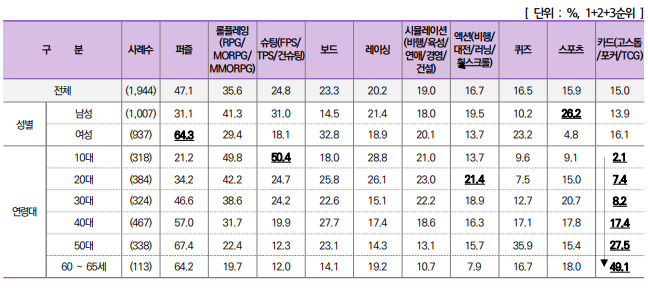 [ 단위 : %, 1+2+3순위 ]
구 분 사례수 퍼즐 롤플레잉(RPG/MORPG/MMORPG) 슈팅(FPS/TPS/건슈팅) 보드 레이싱 시뮬레이션(비행/육성/연애/경영/건설) 액션(비행/대전/러닝/횡스크롤) 퀴즈 스포츠 카드(고스톱/포커/TCG)
전체 (1,944) 47.1 35.6 24.8 23.3 20.2 19.0 16.7 16.5 15.9 15.0
성별 남성 (1,007) 31.1 41.3 31.0 14.5 21.4 18.0 19.5 10.2 26.2 13.9
여성 (937) 64.3 29.4 18.1 32.8 18.9 20.1 13.7 23.2 4.8 16.1
연령대 10대 (318) 21.2 49.8 50.4 18.0 28.8 21.0 13.7 9.6 9.1 2.1
20대 (384) 34.2 42.2 24.7 25.8 26.1 23.0 21.4 7.5 15.0 7.4
30대 (324) 46.6 38.6 24.2 22.6 15.1 22.2 18.9 12.7 20.7 8.2
40대 (467) 57.0 31.7 19.9 27.7 17.4 18.6 16.3 17.1 17.8 17.4
50대 (338) 67.4 22.4 12.3 23.1 14.3 13.1 15.7 35.9 15.4 27.5
60 ~ 65세 (113) 64.2 19.7 12.0 14.1 19.2 10.7 7.9 16.7 18.0 49.1